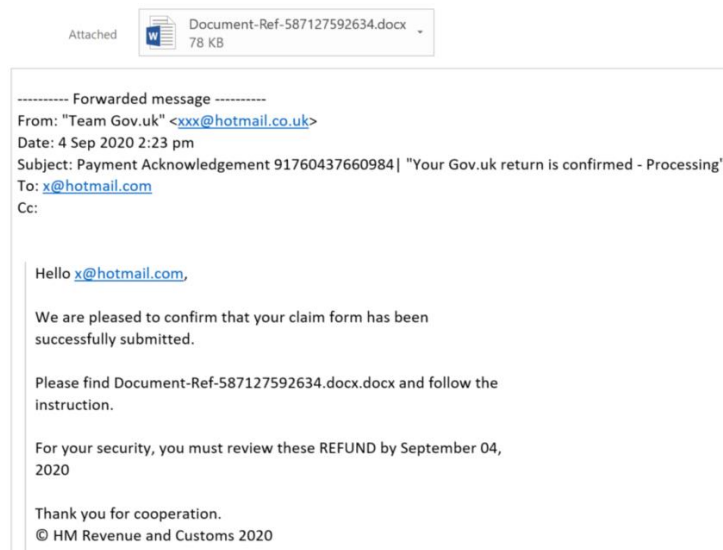 Attached
Document-Ref-587127592634.docx
78 KB
---------- Forwarded message ----------
From: "Team Gov.uk" <xxx@hotmail.co.uk>
Date: 4 Sep 2020 2:23 pm
Subject: Payment Acknowledgement 91760437660984| "Your Gov.uk return is confirmed - Processing"
To: x@hotmail.com
Cc:
Hello x@hotmail.com,
We are pleased to confirm that your claim form has been
successfully submitted.
Please find Document-Ref-587127592634.docx.docx and follow the
instruction.
For your security, you must review these REFUND by September 04,
2020
Thank you for cooperation.
© HM Revenue and Customs 2020